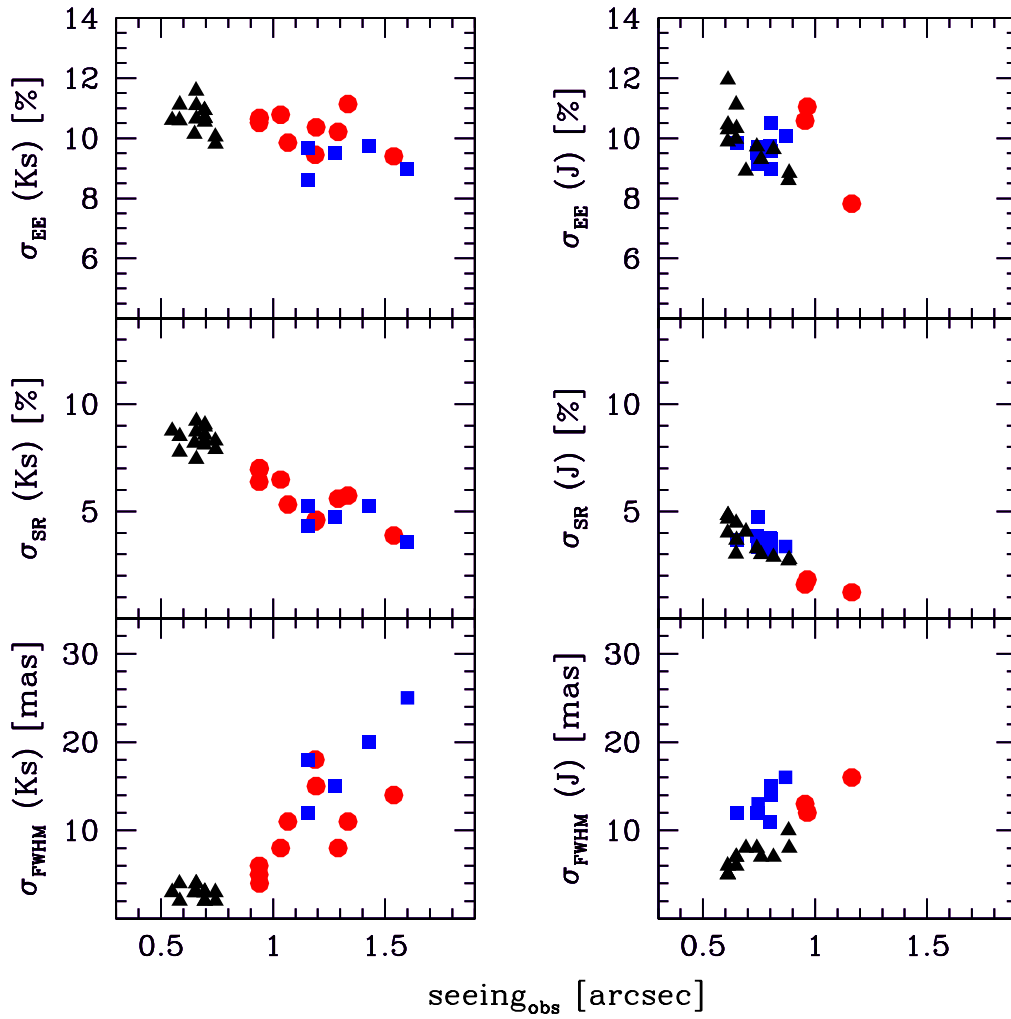 14
12
10
8
6
σEE (Ks) [%]
14
12
10
8
6
σEE (J) [%]
10
5
σSR (Ks) [%]
10
5
σSR (J) [%]
30
20
10
σFWHM (Ks) [mas]
30
20
10
σFWHM (J) [mas]
0.5 1 1.5
0.5 1 1.5
seeingobs [arcsec]